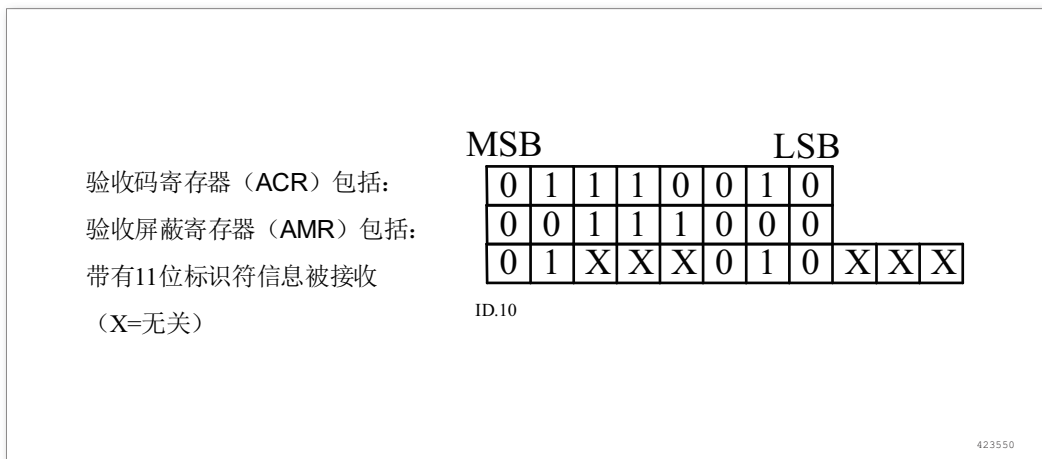 MSB LSB
验收码寄存器（ACR）包括： 0 1 1 1 0 0 1 0
验收屏蔽寄存器（AMR）包括： 0 0 1 1 1 0 0 0
带有11位标识符信息被接收 0 1 X X X 0 1 0 X X X
（X=无关） ID.10
423550